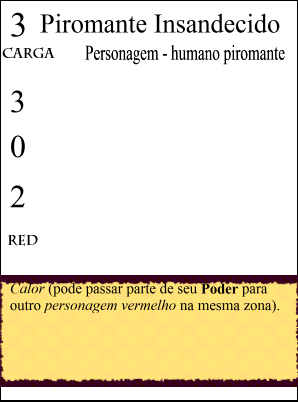 3 Piromante Insandecido
CARGA Personagem - humano piromante
3
0
2
RED
Calor (pode passar parte de seu Poder para
outro personagem vermelho na mesma zona).